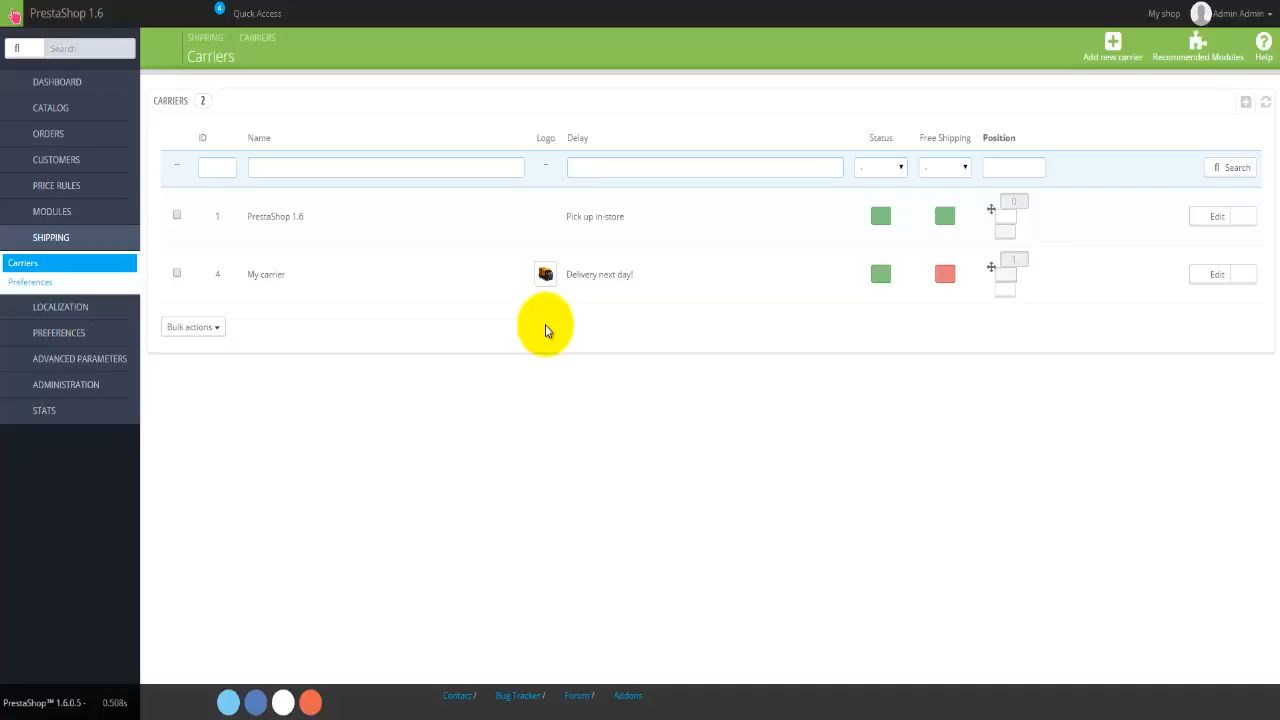 PrestaShop 1.6
4
Quick Access
My shop
Admin Admin
Search
SHIPPING
CARRIERS
Carriers
Add new carrier
Recommended Modules
Help
DASHBOARD
CATALOG
ORDERS
CUSTOMERS
PRICE RULES
MODULES
SHIPPING
Carriers
Preferences
LOCALIZATION
PREFERENCES
ADVANCED PARAMETERS
ADMINISTRATION
STATS
CARRIERS 2
ID Name Logo Delay Status Free Shipping Position
-- -- - - Search
1 PrestaShop 1.6 Pick up in-store 0 Edit
4 My carrier Delivery next day! 1 Edit
Bulk actions
PrestaShop™ 1.6.0.5 - 0.508s
Contact / Bug Tracker / Forum / Addons